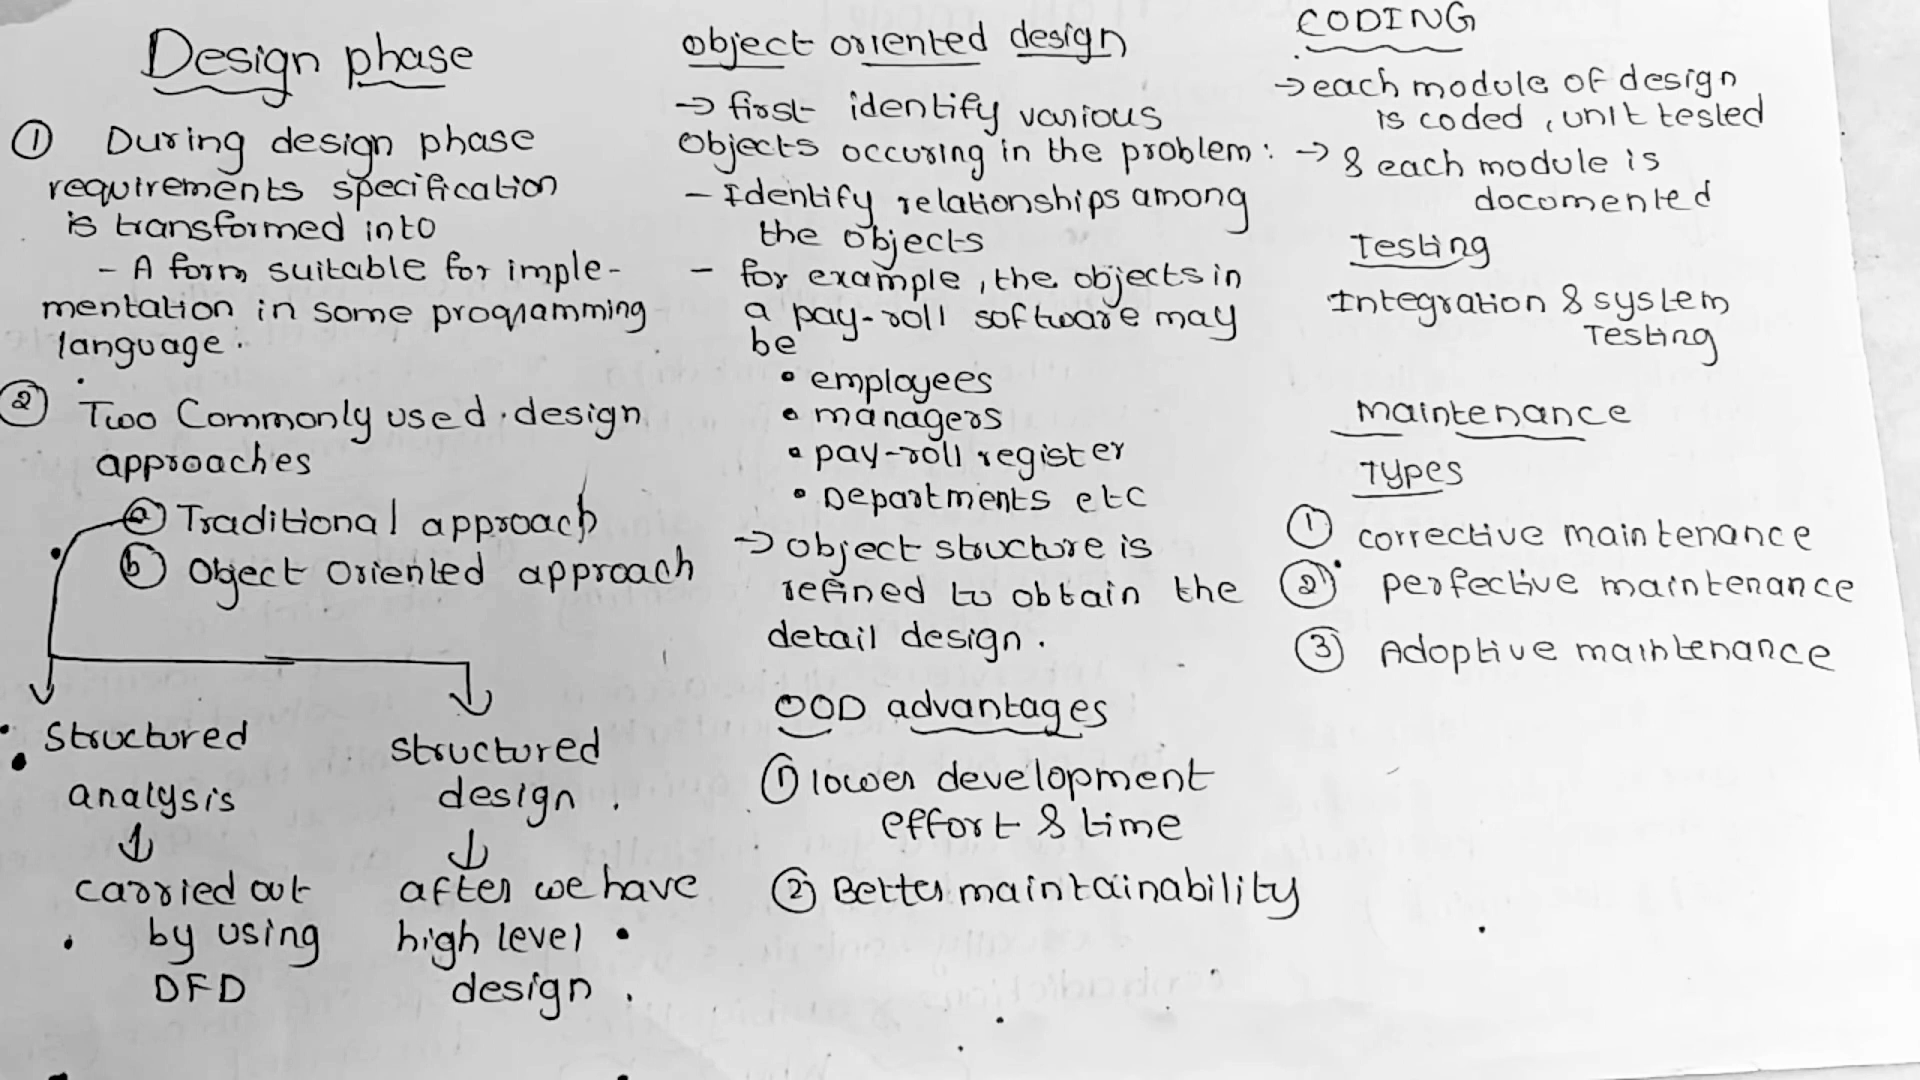 Design phase
① During design phase
requirements specification
is transformed into
- A form suitable for imple-
mentation in some programming
language.
② Two Commonly used design
approaches
ⓐ Traditional approach
ⓑ Object oriented approach
Structured
analysis
↓
carried out
by using
DFD
structured
design.
↓
after we have
high level
design.
object oriented design
→ first identify various
objects occuring in the problem:
- Identify relationships among
the objects
- for example, the objects in
a pay-roll software may
be
• employees
• managers
• pay-roll register
• Departments etc
→ object structure is
refined to obtain the
detail design.
OOD advantages
① lower development
effort & time
② Better maintainability
CODING
→ each module of design
is coded, unit tested
→ & each module is
documented
Testing
Integration & system
Testing
maintenance
Types
① corrective maintenance
② perfective maintenance
③ Adoptive maintenance